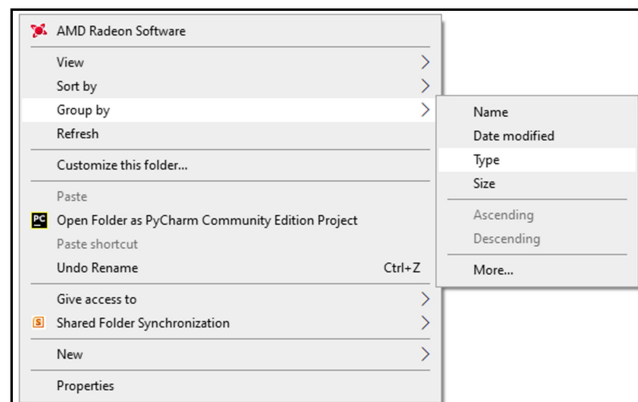 AMD Radeon Software
View
Sort by
Group by
Refresh
Customize this folder...
Paste
PC Open Folder as PyCharm Community Edition Project
Paste shortcut
Undo Rename Ctrl+Z
Give access to
S Shared Folder Synchronization
New
Properties
Name
Date modified
Type
Size
Ascending
Descending
More...